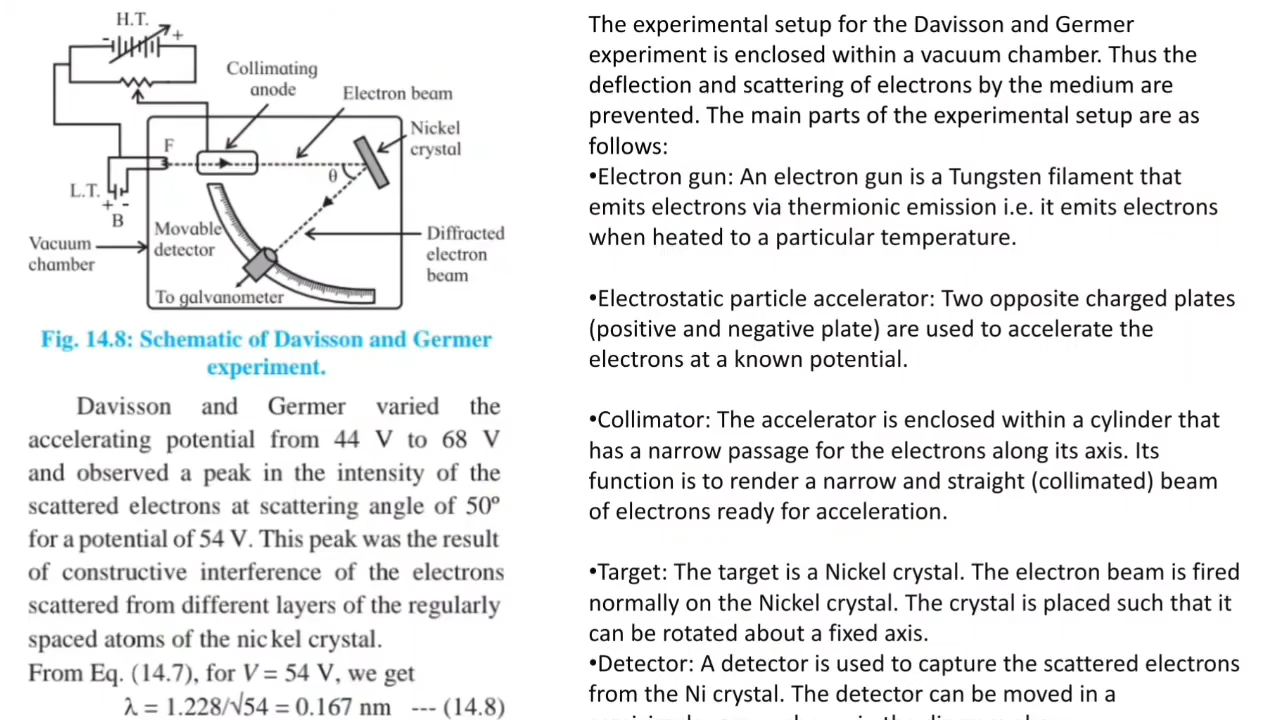 H.T.
- +
Collimating
anode
Electron beam
Nickel
crystal
F
θ
L.T.
+ -
B
Movable
detector
Vacuum
chamber
Diffracted
electron
beam
To galvanometer
Fig. 14.8: Schematic of Davisson and Germer
experiment.
Davisson and Germer varied the
accelerating potential from 44 V to 68 V
and observed a peak in the intensity of the
scattered electrons at scattering angle of 50º
for a potential of 54 V. This peak was the result
of constructive interference of the electrons
scattered from different layers of the regularly
spaced atoms of the nickel crystal.
From Eq. (14.7), for V = 54 V, we get
λ = 1.228/√54 = 0.167 nm --- (14.8)
The experimental setup for the Davisson and Germer
experiment is enclosed within a vacuum chamber. Thus the
deflection and scattering of electrons by the medium are
prevented. The main parts of the experimental setup are as
follows:
•Electron gun: An electron gun is a Tungsten filament that
emits electrons via thermionic emission i.e. it emits electrons
when heated to a particular temperature.
•Electrostatic particle accelerator: Two opposite charged plates
(positive and negative plate) are used to accelerate the
electrons at a known potential.
•Collimator: The accelerator is enclosed within a cylinder that
has a narrow passage for the electrons along its axis. Its
function is to render a narrow and straight (collimated) beam
of electrons ready for acceleration.
•Target: The target is a Nickel crystal. The electron beam is fired
normally on the Nickel crystal. The crystal is placed such that it
can be rotated about a fixed axis.
•Detector: A detector is used to capture the scattered electrons
from the Ni crystal. The detector can be moved in a